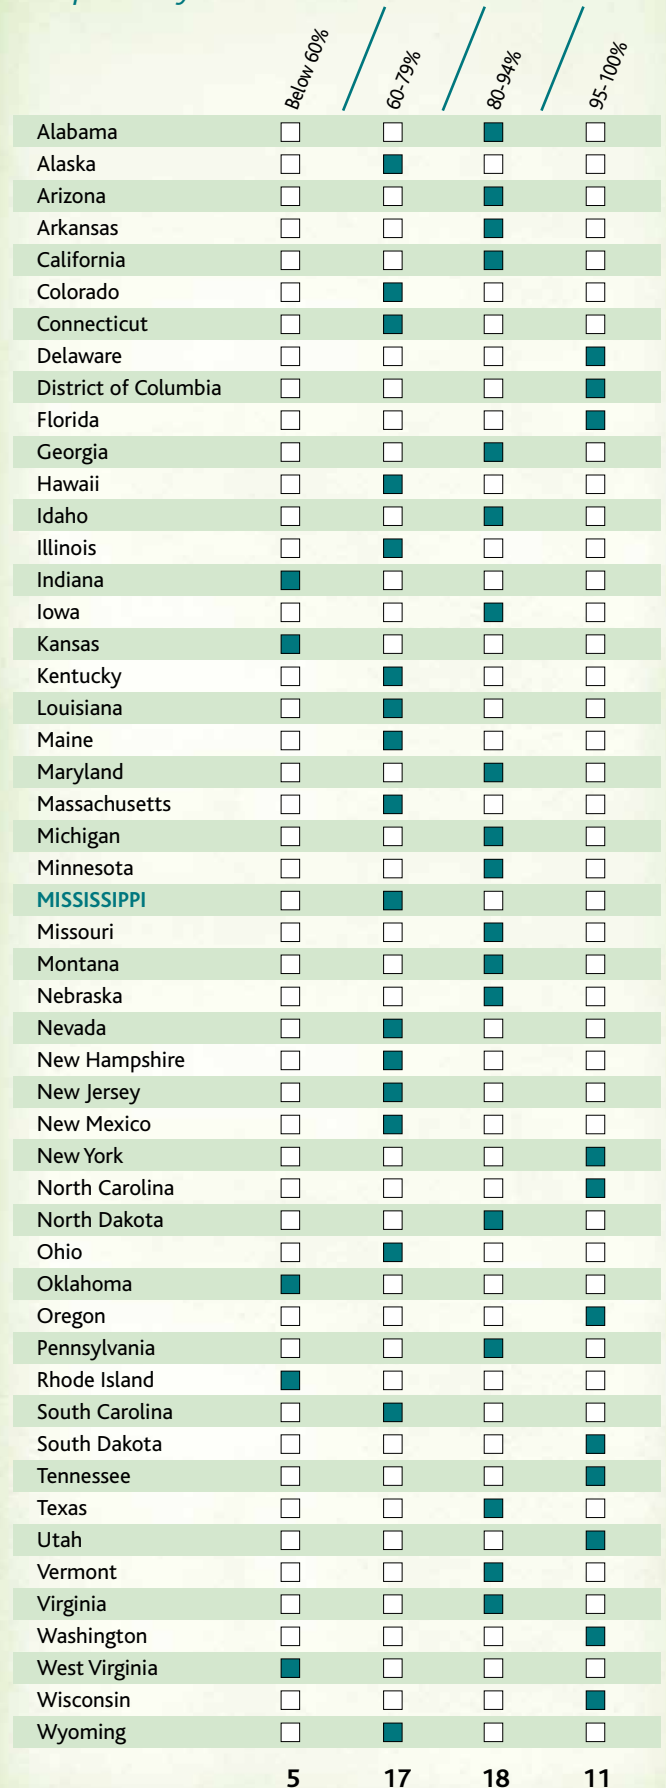 Below 60%
60-79%
80-94%
95-100%
Alabama
Alaska
Arizona
Arkansas
California
Colorado
Connecticut
Delaware
District of Columbia
Florida
Georgia
Hawaii
Idaho
Illinois
Indiana
Iowa
Kansas
Kentucky
Louisiana
Maine
Maryland
Massachusetts
Michigan
Minnesota
MISSISSIPPI
Missouri
Montana
Nebraska
Nevada
New Hampshire
New Jersey
New Mexico
New York
North Carolina
North Dakota
Ohio
Oklahoma
Oregon
Pennsylvania
Rhode Island
South Carolina
South Dakota
Tennessee
Texas
Utah
Vermont
Virginia
Washington
West Virginia
Wisconsin
Wyoming
5 17 18 11